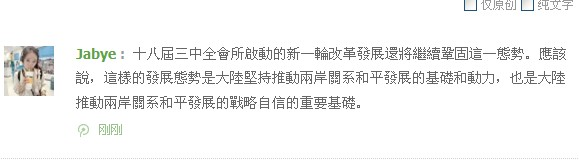 仅原创 纯文字
Jabye： 十八屆三中全會所啟動的新一輪改革發展還將繼續鞏固這一態勢。應該
說，這樣的發展態勢是大陸堅持推動兩岸關系和平發展的基礎和動力，也是大陸
推動兩岸關系和平發展的戰略自信的重要基礎。
刚刚